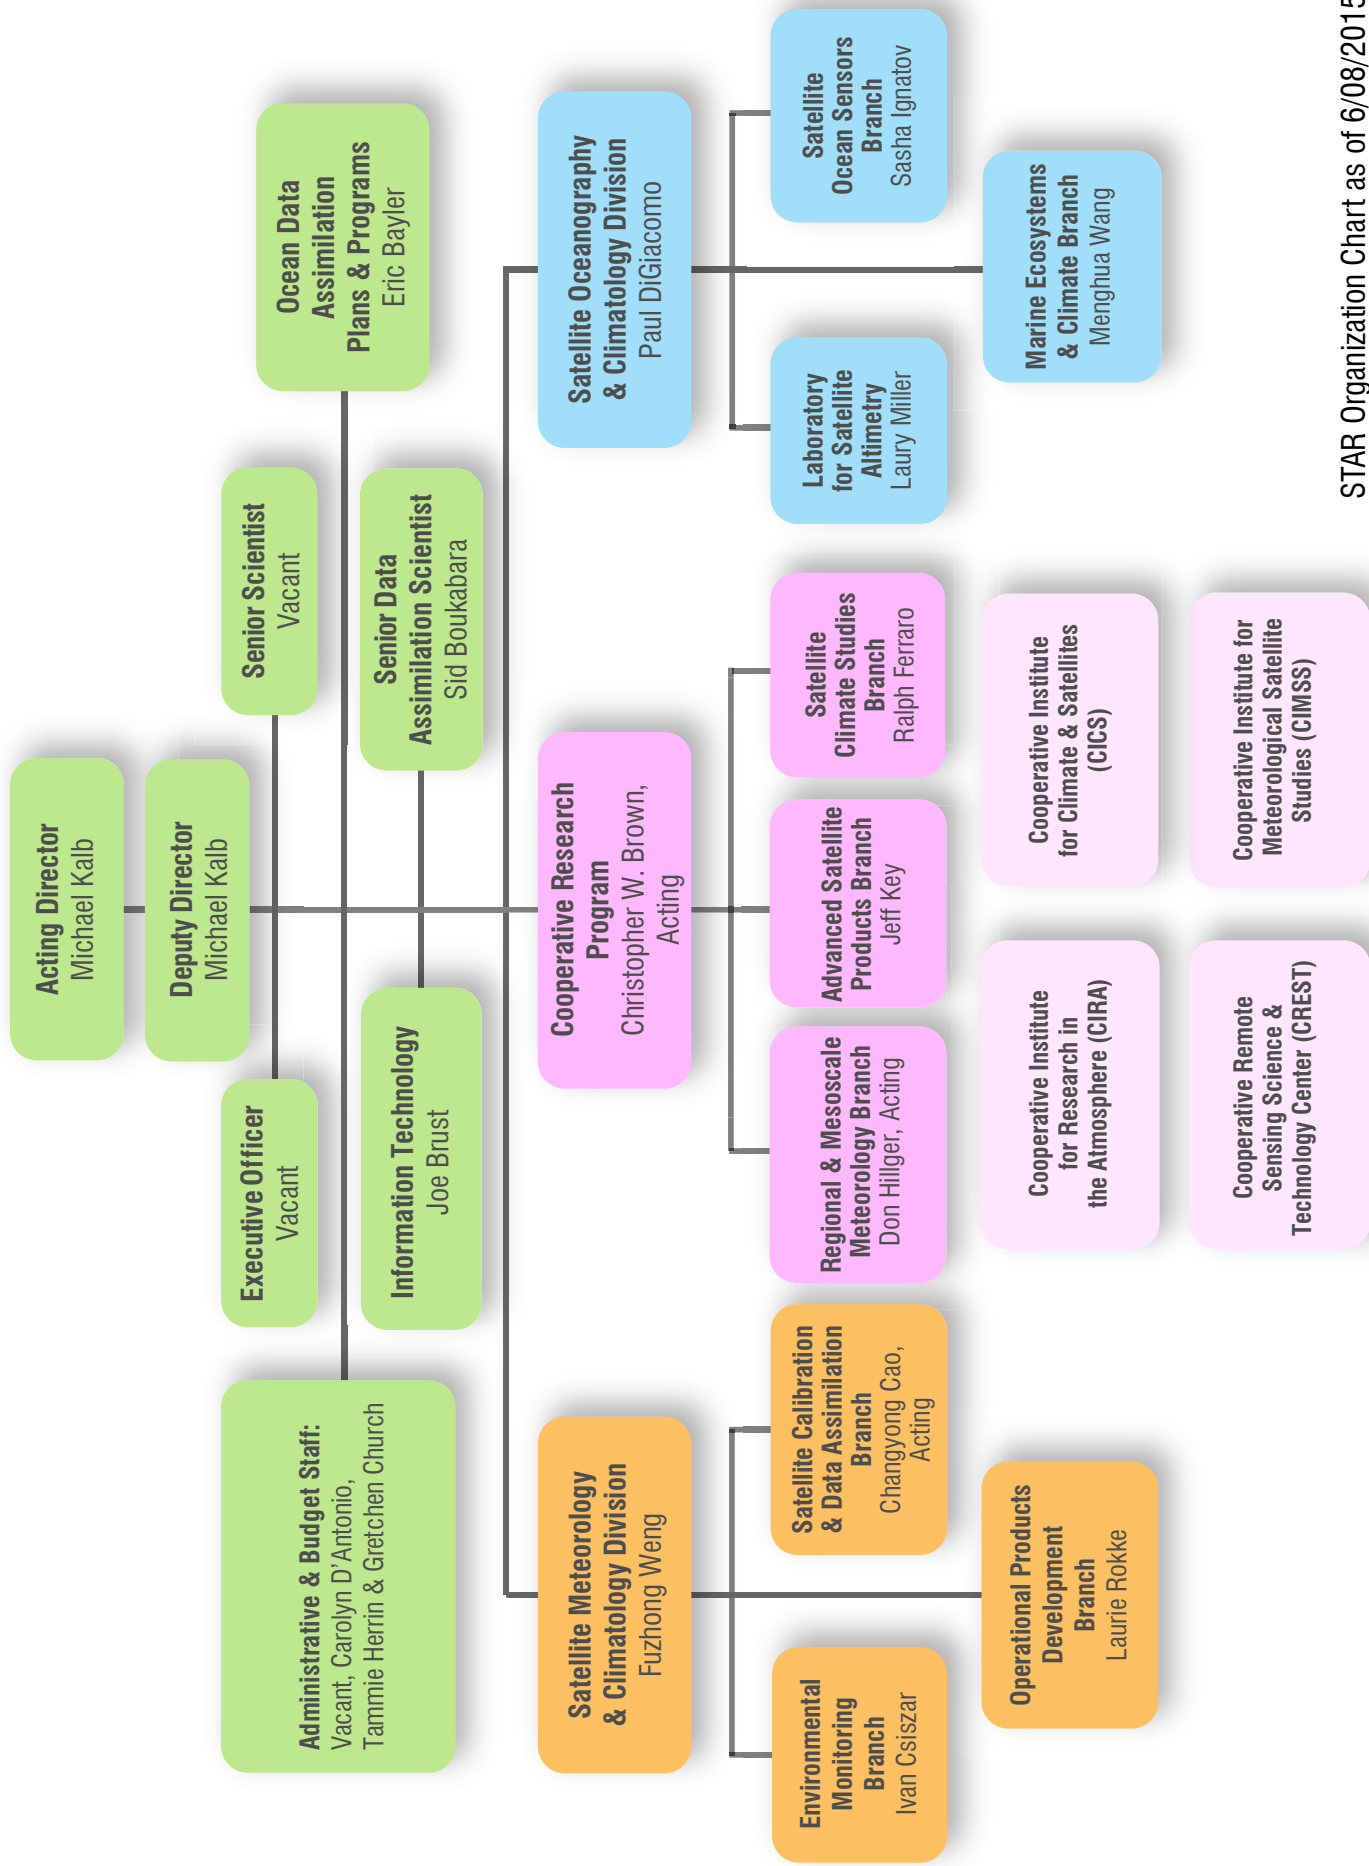 Acting Director
Michael Kalb
Deputy Director
Michael Kalb
Executive Officer
Vacant
Senior Scientist
Vacant
Administrative & Budget Staff:
Vacant, Carolyn D'Antonio,
Tammie Herrin & Gretchen Church
Ocean Data
Assimilation
Plans & Programs
Eric Bayler
Information Technology
Joe Brust
Senior Data
Assimilation Scientist
Sid Boukabara
Satellite Meteorology
& Climatology Division
Fuzhong Weng
Cooperative Research
Program
Christopher W. Brown,
Acting
Satellite Oceanography
& Climatology Division
Paul DiGiacomo
Environmental
Monitoring
Branch
Ivan Csiszar
Satellite Calibration
& Data Assimilation
Branch
Changyong Cao,
Acting
Regional & Mesoscale
Meteorology Branch
Don Hillger, Acting
Advanced Satellite
Products Branch
Jeff Key
Satellite
Climate Studies
Branch
Ralph Ferraro
Laboratory
for Satellite
Altimetry
Laury Miller
Satellite
Ocean Sensors
Branch
Sasha Ignatov
Operational Products
Development
Branch
Laurie Rokke
Cooperative Institute
for Research in
the Atmosphere (CIRA)
Cooperative Institute
for Climate & Satellites
(CICS)
Marine Ecosystems
& Climate Branch
Menghua Wang
Cooperative Remote
Sensing Science &
Technology Center (CREST)
Cooperative Institute for
Meteorological Satellite
Studies (CIMSS)
STAR Organization Chart as of 6/08/2015